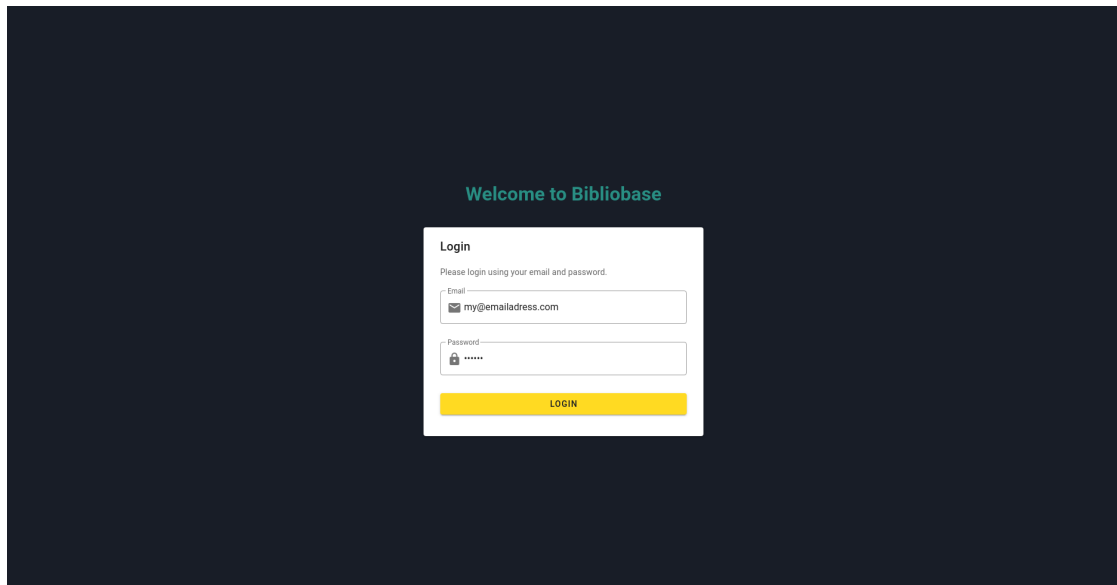 Welcome to Bibliobase
Login
Please login using your email and password.
Email
my@emailadress.com
Password
••••••
LOGIN